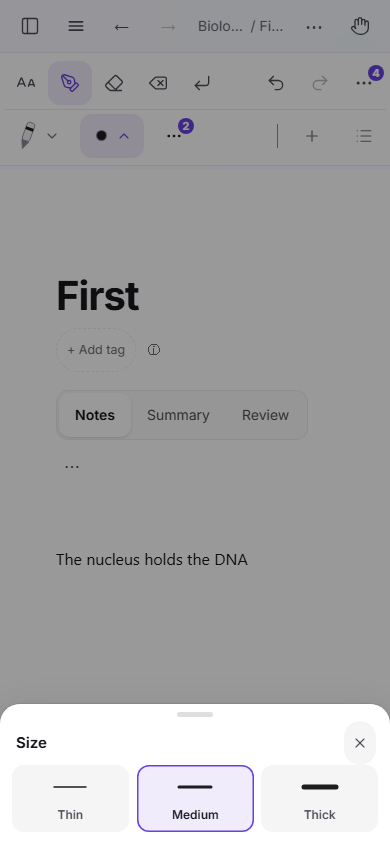 Biolo... / Fi...
AA
4
2
First
+ Add tag
Notes Summary Review
The nucleus holds the DNA
Size
Thin Medium Thick